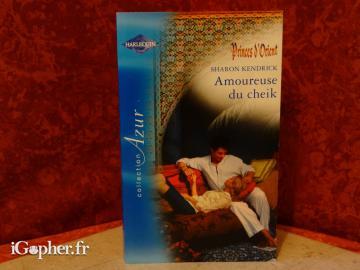 HARLEQUIN
Princes d'Orient
SHARON KENDRICK
Amoureuse
du cheik
collection Azur
iGopher.fr